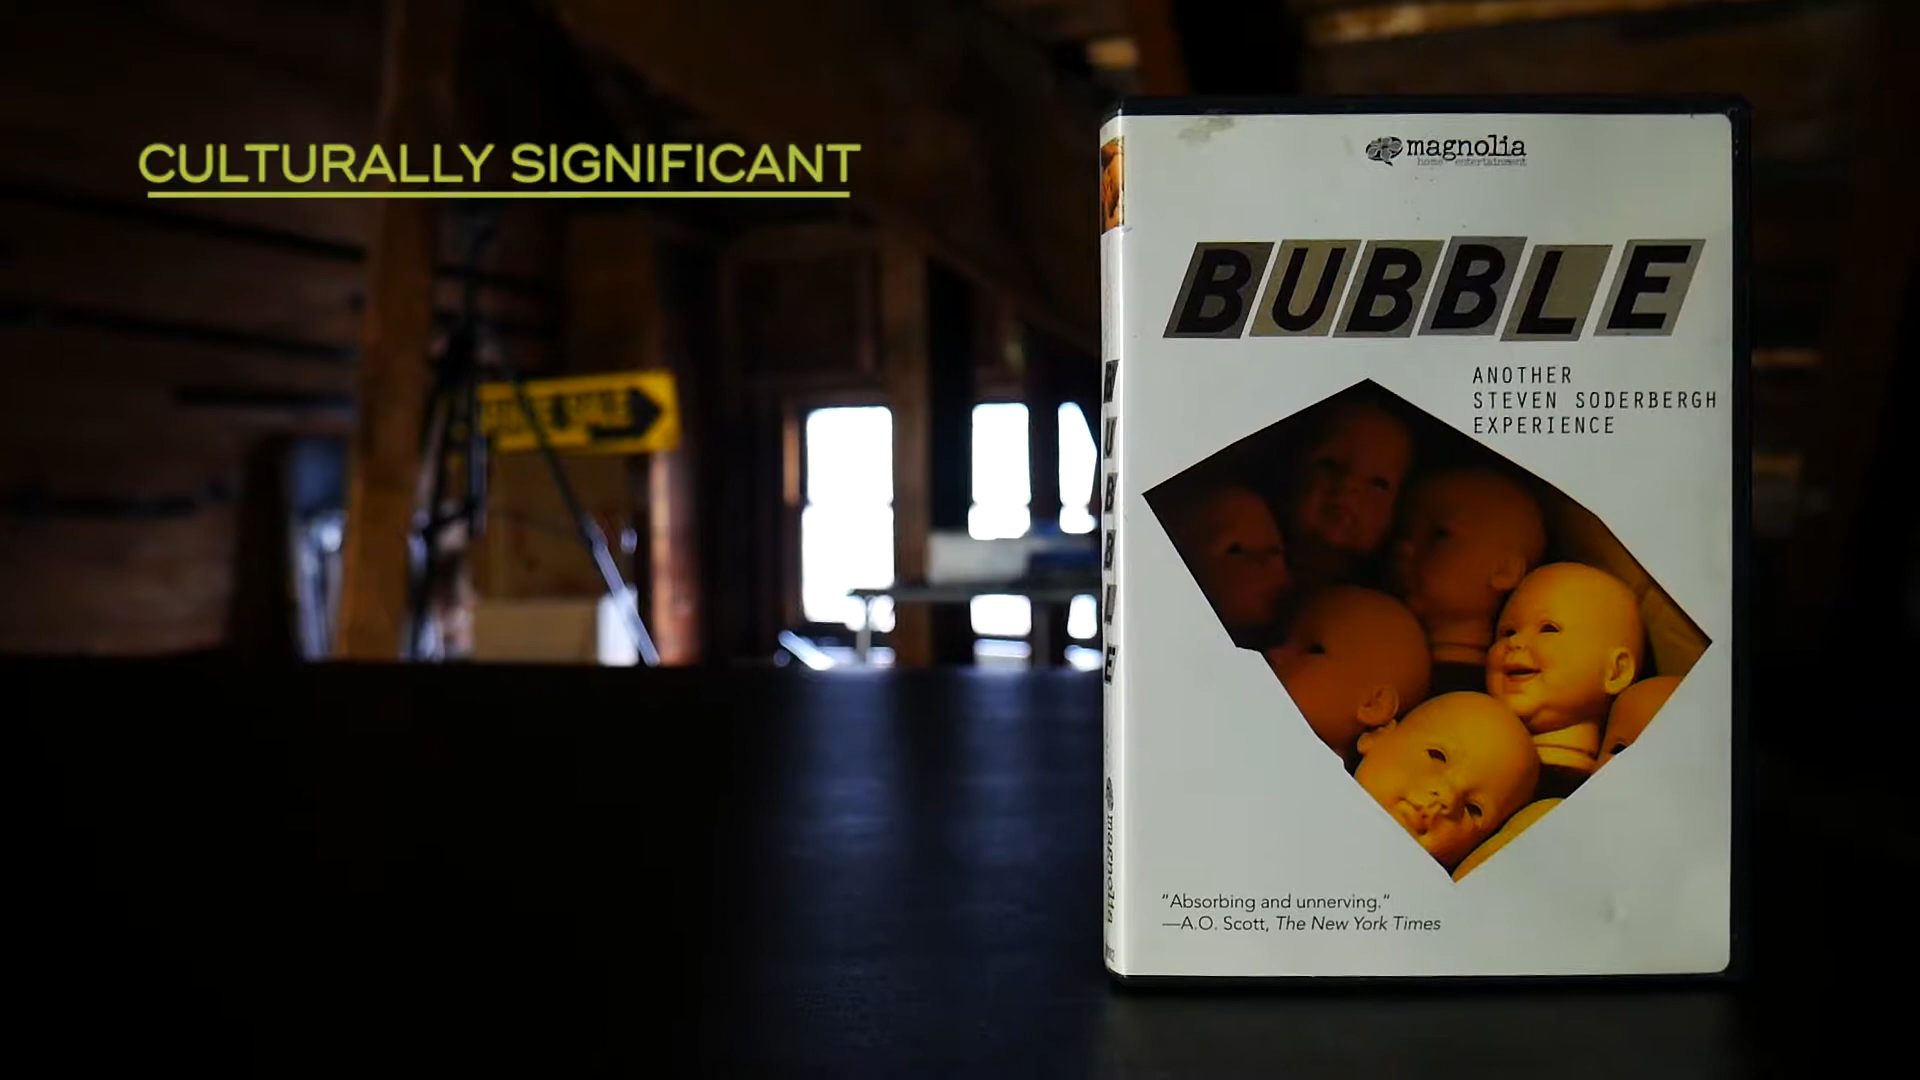 CULTURALLY SIGNIFICANT
magnolia
home entertainment
BUBBLE
ANOTHER
STEVEN SODERBERGH
EXPERIENCE
"Absorbing and unnerving."
—A.O. Scott, The New York Times
BUBBLE
magnolia